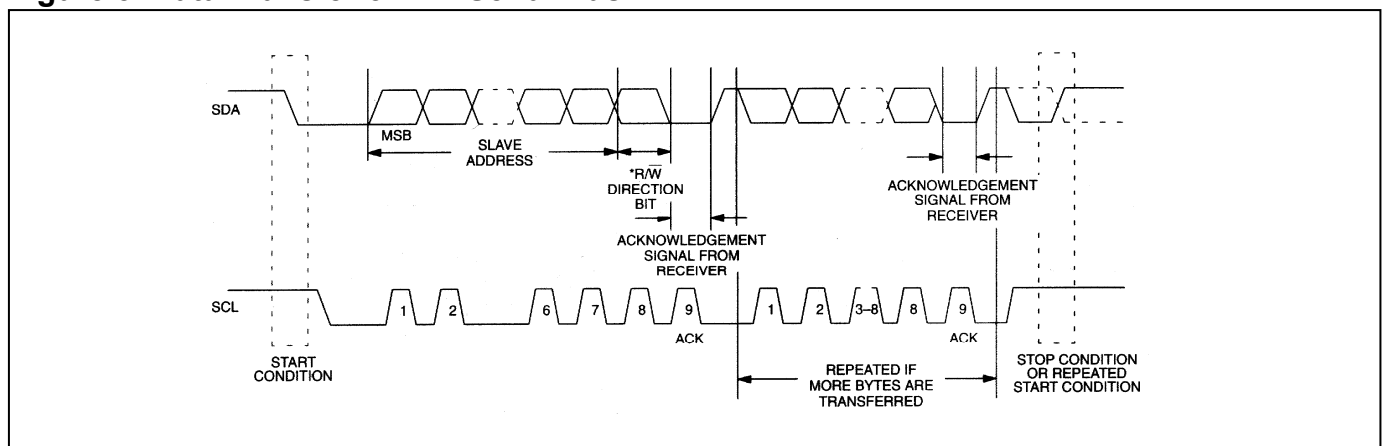 SDA
MSB
SLAVE
ADDRESS
*R/W̅
DIRECTION
BIT
ACKNOWLEDGEMENT
SIGNAL FROM
RECEIVER
ACKNOWLEDGEMENT
SIGNAL FROM
RECEIVER
SCL
1
2
6
7
8
9
ACK
1
2
3–8
8
9
ACK
START
CONDITION
REPEATED IF
MORE BYTES ARE
TRANSFERRED
STOP CONDITION
OR REPEATED
START CONDITION